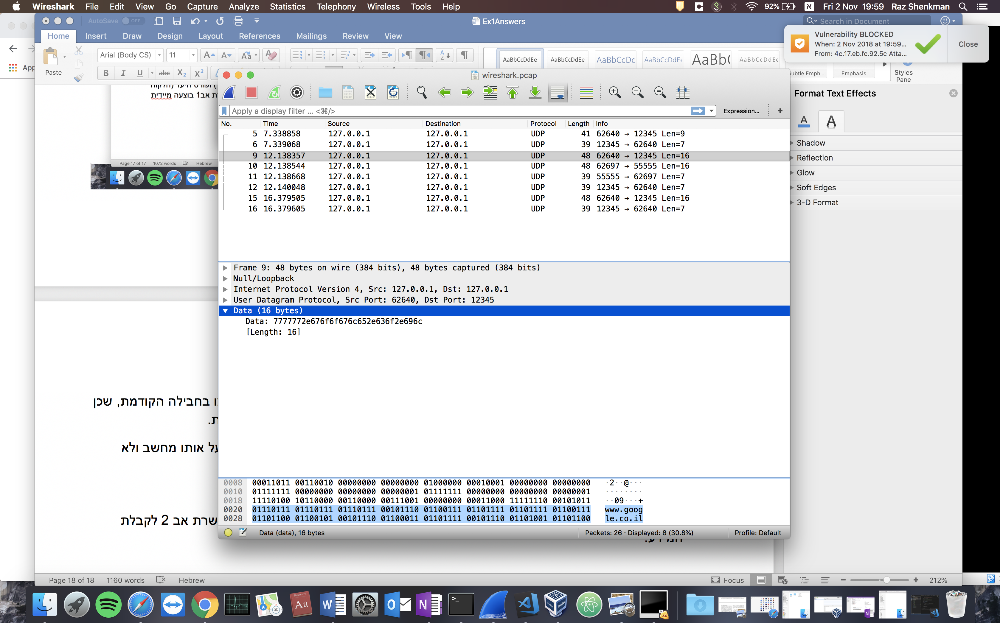 Wireshark File Edit View Go Capture Analyze Statistics Telephony Wireless Tools Help
92% Fri 2 Nov 19:59 Raz Shenkman
AutoSave OFF
Ex1Answers
Search in Document
Home Insert Draw Design Layout References Mailings Review View
Vulnerability BLOCKED
When: 2 Nov 2018 at 19:59...
From: 4c.17.eb.fc.92.5c Atta...
Close
App
Paste
Arial (Body CS) 11
AaBbCcDdEe AaBbCcDdEe AaBbCcDc AaBbCcDdEe AaBb( AaBbCcDdEe
ubtle Emph... Emphasis
Styles
Pane
wireshark.pcap
ופורט היעד (הלקוח
ת אב1 בוצעה מיידית
Format Text Effects
Shadow
Reflection
Glow
Soft Edges
3-D Format
Apply a display filter ... <⌘/>
Expression... +
No. Time Source Destination Protocol Length Info
5 7.338858 127.0.0.1 127.0.0.1 UDP 41 62640 → 12345 Len=9
6 7.339068 127.0.0.1 127.0.0.1 UDP 39 12345 → 62640 Len=7
9 12.138357 127.0.0.1 127.0.0.1 UDP 48 62640 → 12345 Len=16
10 12.138544 127.0.0.1 127.0.0.1 UDP 48 62697 → 55555 Len=16
11 12.138668 127.0.0.1 127.0.0.1 UDP 39 55555 → 62697 Len=7
12 12.140048 127.0.0.1 127.0.0.1 UDP 39 12345 → 62640 Len=7
15 16.379505 127.0.0.1 127.0.0.1 UDP 48 62640 → 12345 Len=16
16 16.379605 127.0.0.1 127.0.0.1 UDP 39 12345 → 62640 Len=7
Page 17 of 17 1072 words Hebrew
Frame 9: 48 bytes on wire (384 bits), 48 bytes captured (384 bits)
Null/Loopback
Internet Protocol Version 4, Src: 127.0.0.1, Dst: 127.0.0.1
User Datagram Protocol, Src Port: 62640, Dst Port: 12345
Data (16 bytes)
Data: 7777772e676f6f676c652e636f2e696c
[Length: 16]
בחבילה הקודמת, שכן
ת.
על אותו מחשב ולא
שרת אב 2 לקבלת
0008 00011011 00110010 00000000 00000000 01000000 00010001 00000000 00000000 ·2··@···
0010 01111111 00000000 00000000 00000001 01111111 00000000 00000000 00000001 ········
0018 11110100 10110000 00110000 00111001 00000000 00011000 11111110 00101011 ··09···+
0020 01110111 01110111 01110111 00101110 01100111 01101111 01101111 01100111 www.goog
0028 01101100 01100101 00101110 01100011 01101111 00101110 01101001 01101100 le.co.il
Data (data), 16 bytes
Packets: 26 · Displayed: 8 (30.8%)
Profile: Default
Page 18 of 18 1160 words Hebrew
Focus
212%